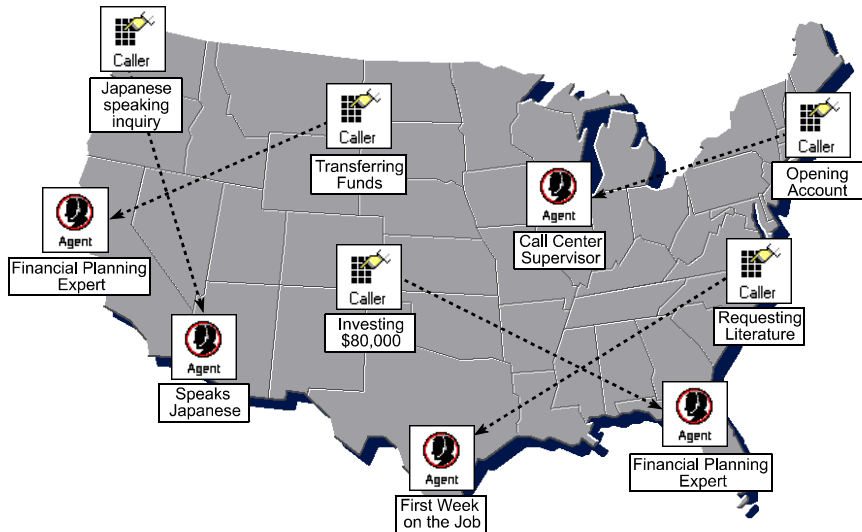 Caller
Japanese
speaking
inquiry
Caller
Transferring
Funds
Caller
Opening
Account
Agent
Financial Planning
Expert
Agent
Call Center
Supervisor
Caller
Investing
$80,000
Caller
Requesting
Literature
Agent
Speaks
Japanese
Agent
First Week
on the Job
Agent
Financial Planning
Expert